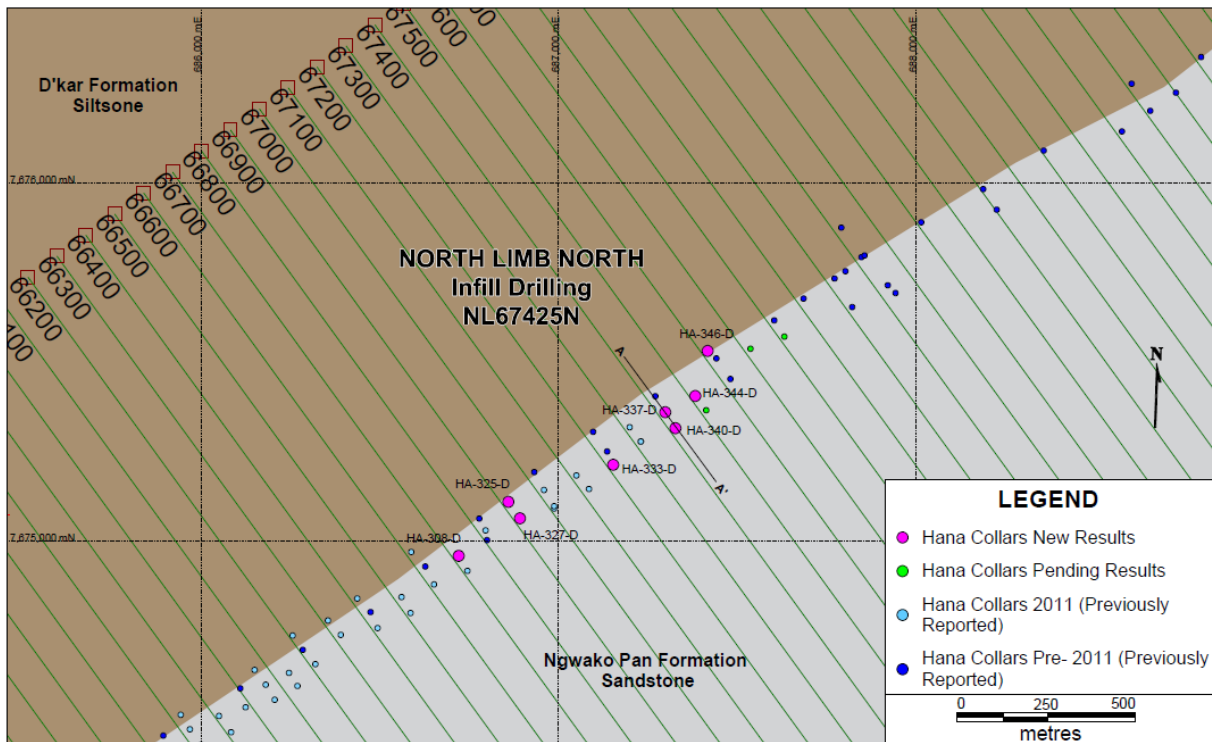 D'kar Formation
Siltsone
686,000 mE
687,000 mE
688,000 mE
7,676,000 mN
7,675,000 mN
600
67500
67400
67300
67200
67100
67000
66900
66800
66700
66600
66500
66400
66300
66200
100
NORTH LIMB NORTH
Infill Drilling
NL67425N
HA-346-D
A
HA-344-D
HA-337-D
HA-340-D
HA-333-D
A'
HA-325-D
HA-327-D
HA-308-D
N
Ngwako Pan Formation
Sandstone
LEGEND
Hana Collars New Results
Hana Collars Pending Results
Hana Collars 2011 (Previously
Reported)
Hana Collars Pre- 2011 (Previously
Reported)
0 250 500
metres